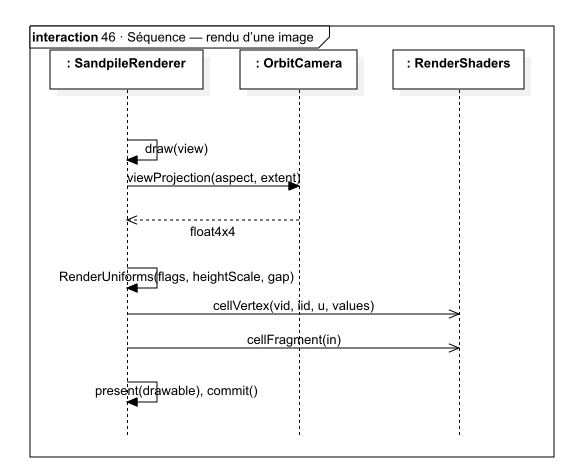 interaction 46 · Séquence — rendu d'une image
: SandpileRenderer
: OrbitCamera
: RenderShaders
draw(view)
viewProjection(aspect, extent)
float4x4
RenderUniforms(flags, heightScale, gap)
cellVertex(vid, iid, u, values)
cellFragment(in)
present(drawable), commit()